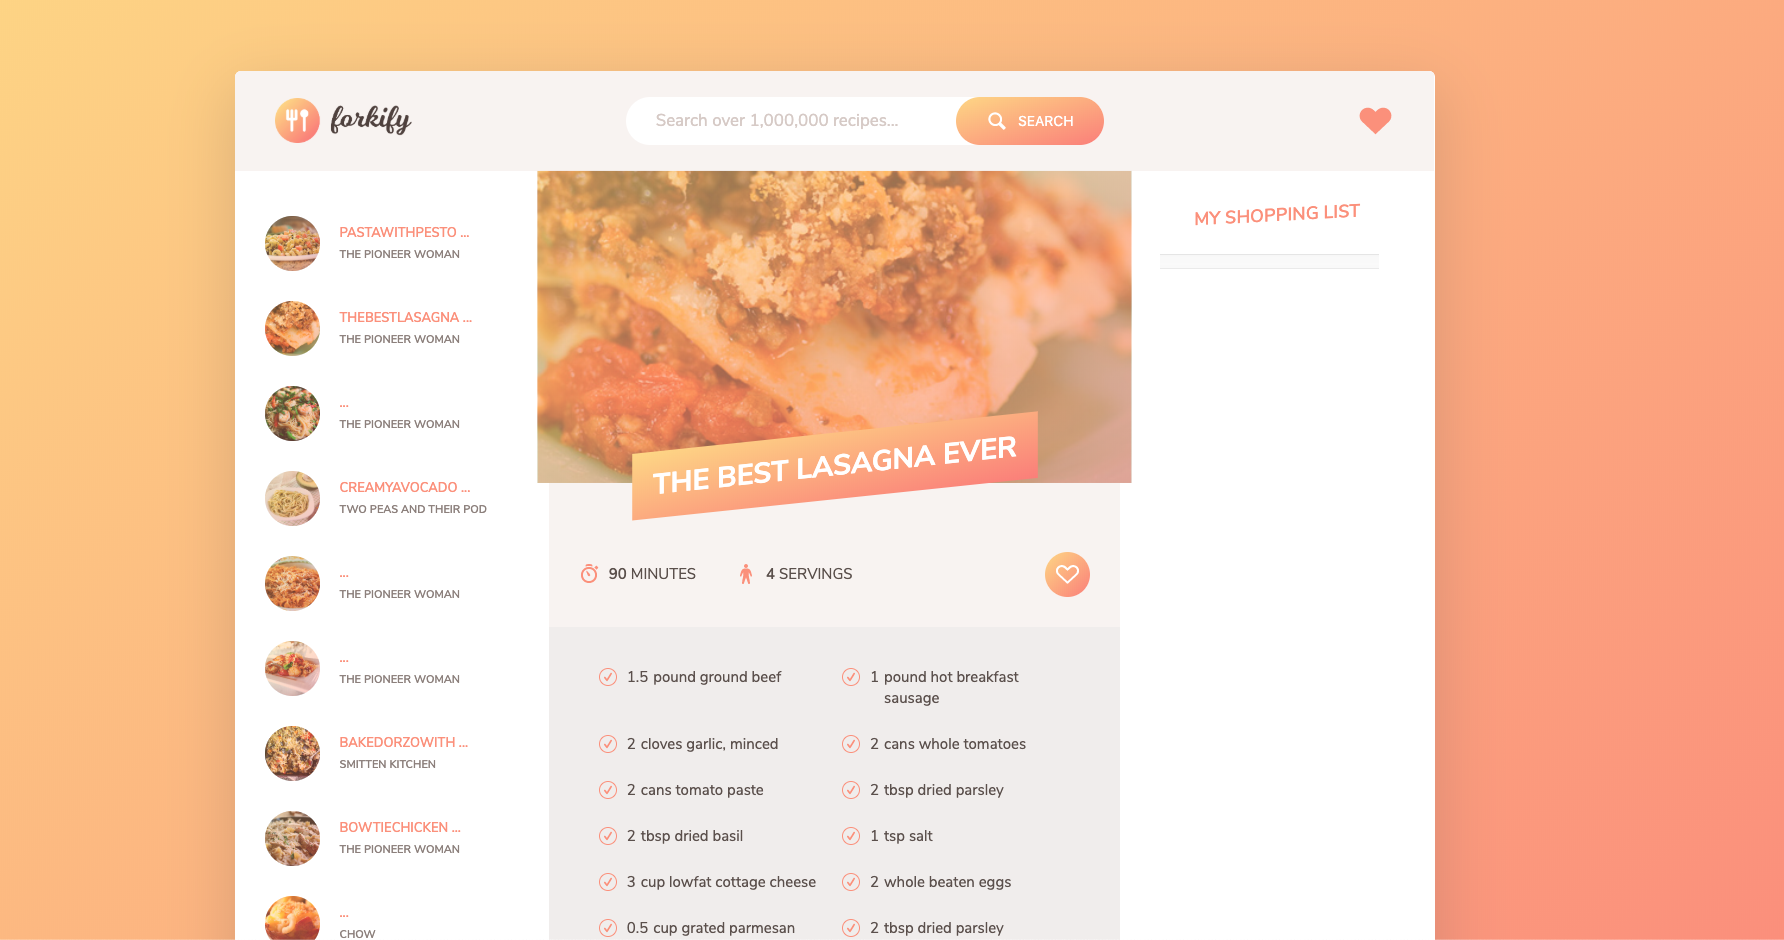 forkify
Search over 1,000,000 recipes...
SEARCH
PASTAWITHPESTO ...
THE PIONEER WOMAN
THEBESTLASAGNA ...
THE PIONEER WOMAN
...
THE PIONEER WOMAN
CREAMYAVOCADO ...
TWO PEAS AND THEIR POD
...
THE PIONEER WOMAN
...
THE PIONEER WOMAN
BAKEDORZOWITH ...
SMITTEN KITCHEN
BOWTIECHICKEN ...
THE PIONEER WOMAN
...
CHOW
THE BEST LASAGNA EVER
90 MINUTES
4 SERVINGS
1.5 pound ground beef
1 pound hot breakfast
sausage
2 cloves garlic, minced
2 cans whole tomatoes
2 cans tomato paste
2 tbsp dried parsley
2 tbsp dried basil
1 tsp salt
3 cup lowfat cottage cheese
2 whole beaten eggs
0.5 cup grated parmesan
2 tbsp dried parsley
MY SHOPPING LIST